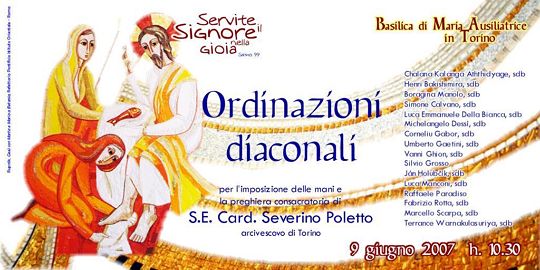 Servite
il
Signore
nella
Gioia
Salmo 99
Basilica di Maria Ausiliatrice
in Torino
Ordinazioni
diaconali
per l'imposizione delle mani e
la preghiera consacratoria di
S.E. Card. Severino Poletto
arcivescovo di Torino
Chalana Kalanga Aththidiyage, sdb
Henri Bakishimira, sdb
Boragina Manolo, sdb
Simone Calvano, sdb
Luca Emmanuele Della Bianca, sdb
Michelangelo Dessì, sdb
Corneliu Gabor, sdb
Umberto Gaetini, sdb
Vanni Ghion, sdb
Silvio Grosso
Ján Holubčík, sdb
Luca Manconi, sdb
Raffaele Paradiso
Fabrizio Rotta, sdb
Marcello Scarpa, sdb
Terrance Warnakulasuriya, sdb
9 giugno 2007 h. 10.30